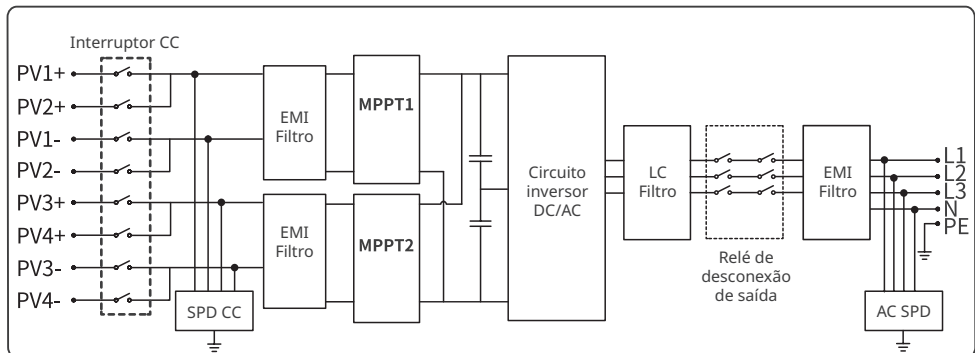 Interruptor CC
PV1+
PV2+
PV1-
PV2-
PV3+
PV4+
PV3-
PV4-
SPD CC
EMI
Filtro
EMI
Filtro
MPPT1
MPPT2
Circuito
inversor
DC/AC
LC
Filtro
Relé de
desconexão
de saída
EMI
Filtro
L1
L2
L3
N
PE
AC SPD